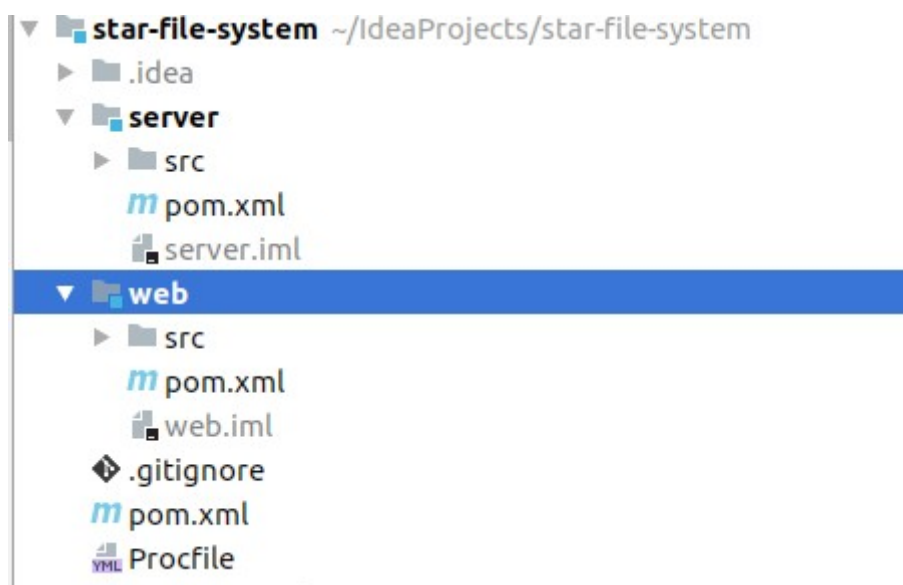 star-file-system ~/IdeaProjects/star-file-system
.idea
server
src
m pom.xml
server.iml
web
src
m pom.xml
web.iml
.gitignore
m pom.xml
YML Procfile